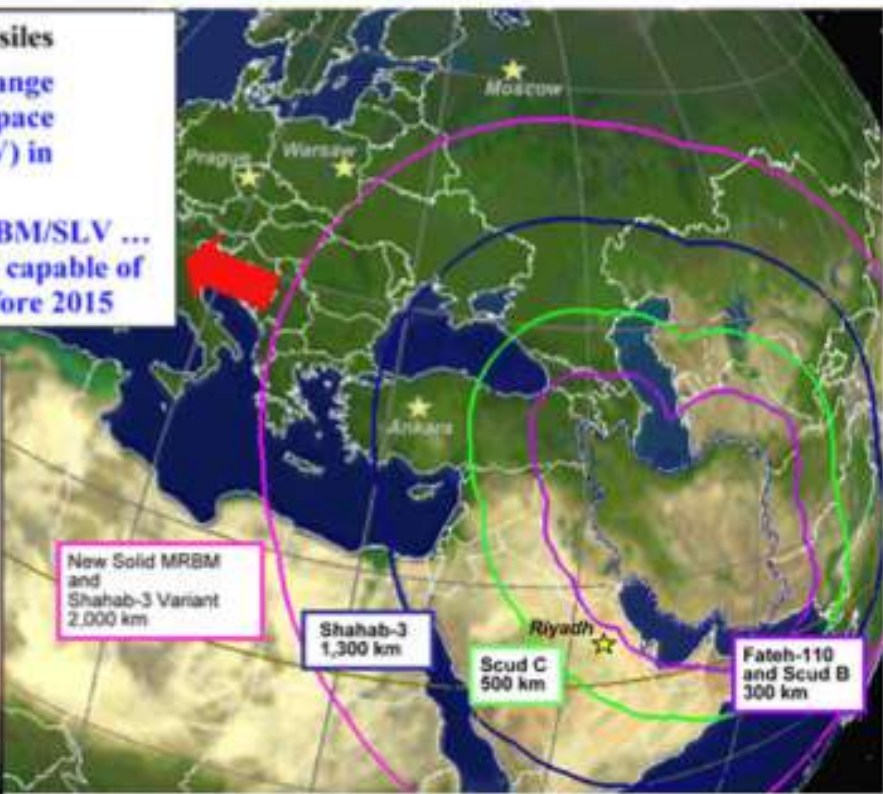 siles
ange
pace
V) in
BM/SLV …
capable of
fore 2015
Moscow
Prague
Warsaw
Ankara
New Solid MRBM
and
Shahab-3 Variant
2,000 km
Shahab-3
1,300 km
Riyadh
Scud C
500 km
Fateh-110
and Scud B
300 km